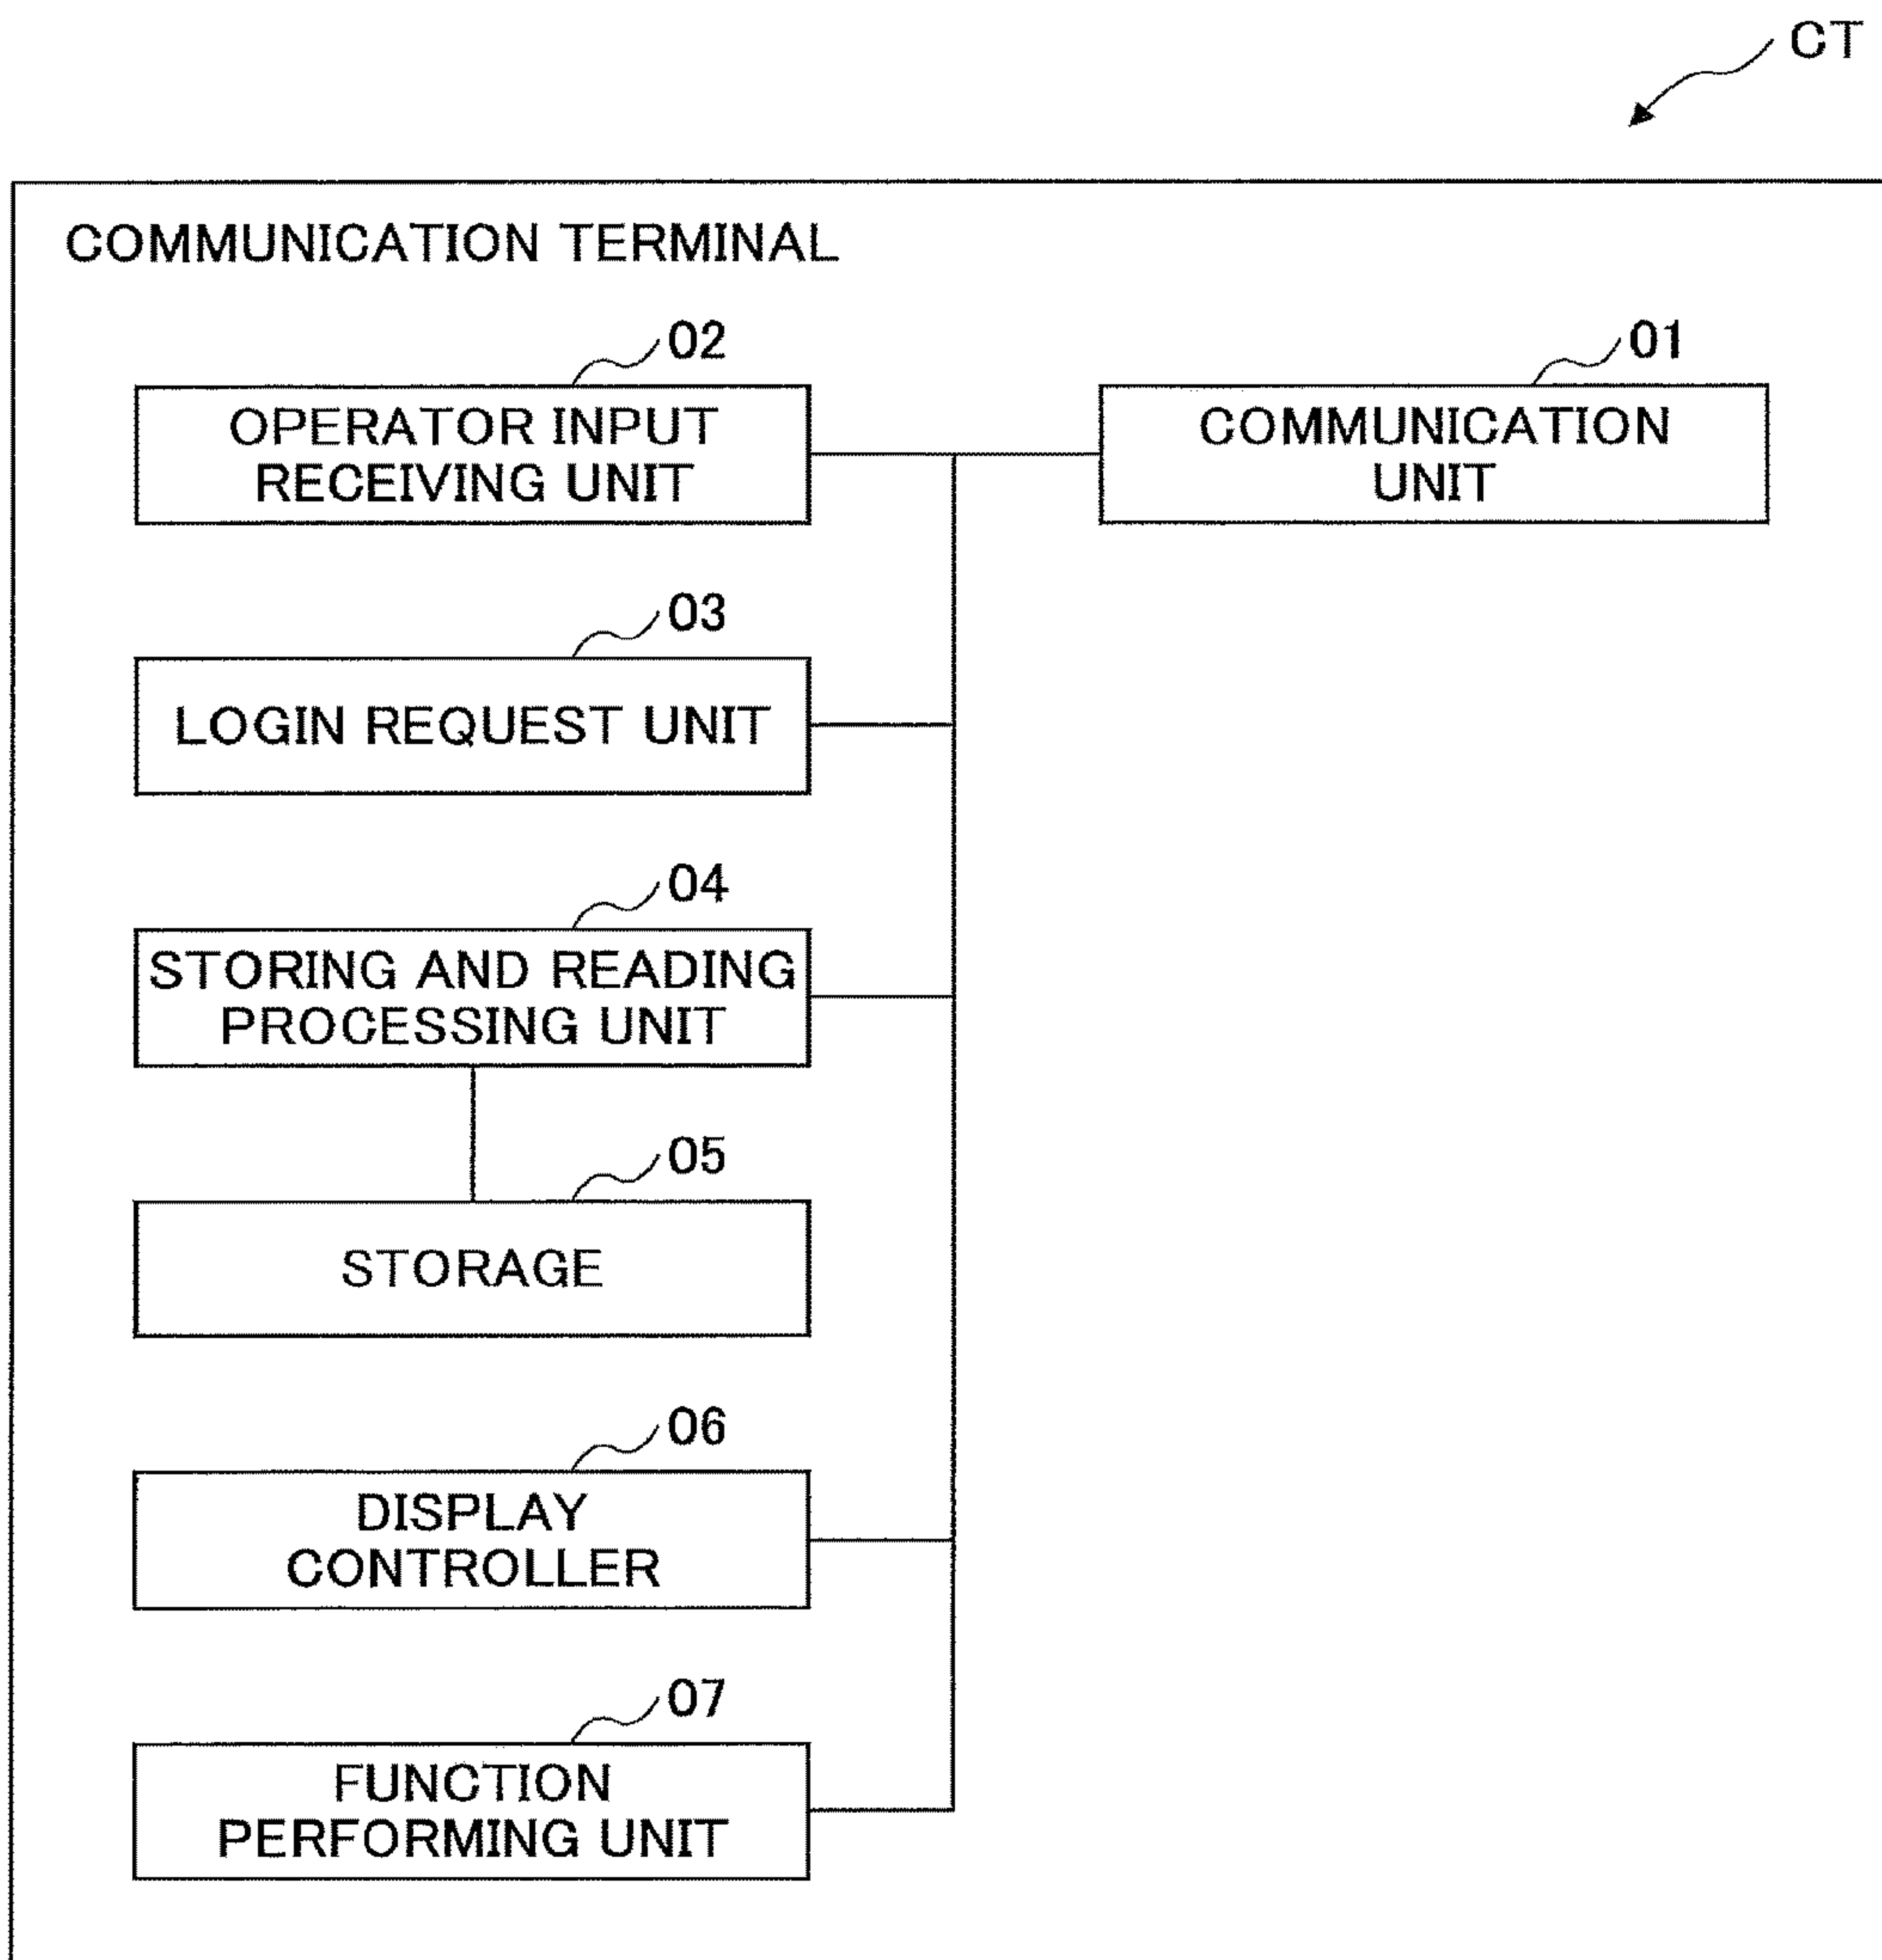 CT
COMMUNICATION TERMINAL
02
OPERATOR INPUT
RECEIVING UNIT
01
COMMUNICATION
UNIT
03
LOGIN REQUEST UNIT
04
STORING AND READING
PROCESSING UNIT
05
STORAGE
06
DISPLAY
CONTROLLER
07
FUNCTION
PERFORMING UNIT